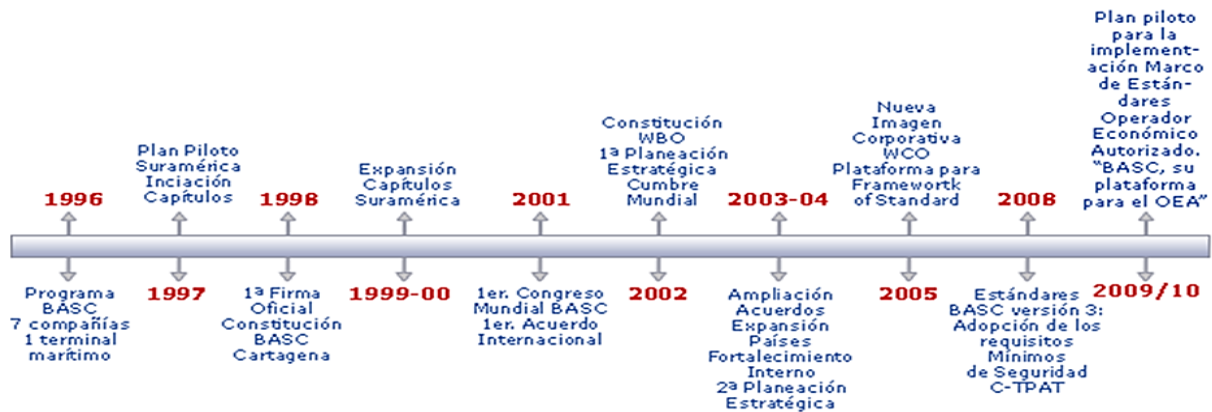 1996
Programa
BASC
7 compañías
1 terminal
marítimo
Plan Piloto
Suramérica
Inciación
Capítulos
1997
1998
1ª Firma
Oficial
Constitución
BASC
Cartagena
Expansión
Capítulos
Suramérica
1999-00
2001
1er. Congreso
Mundial BASC
1er. Acuerdo
Internacional
Constitución
WBO
1ª Planeación
Estratégica
Cumbre
Mundial
2002
2003-04
Ampliación
Acuerdos
Expansión
Países
Fortalecimiento
Interno
2ª Planeación
Estratégica
Nueva
Imagen
Corporativa
WCO
Plataforma para
Framewortk
of Standard
2005
2008
Estándares
BASC versión 3:
Adopción de los
requisitos
Mínimos
de Seguridad
C-TPAT
Plan piloto
para la
implement-
ación Marco
de Están-
dares
Operador
Económico
Autorizado.
“BASC, su
plataforma
para el OEA”
2009/10